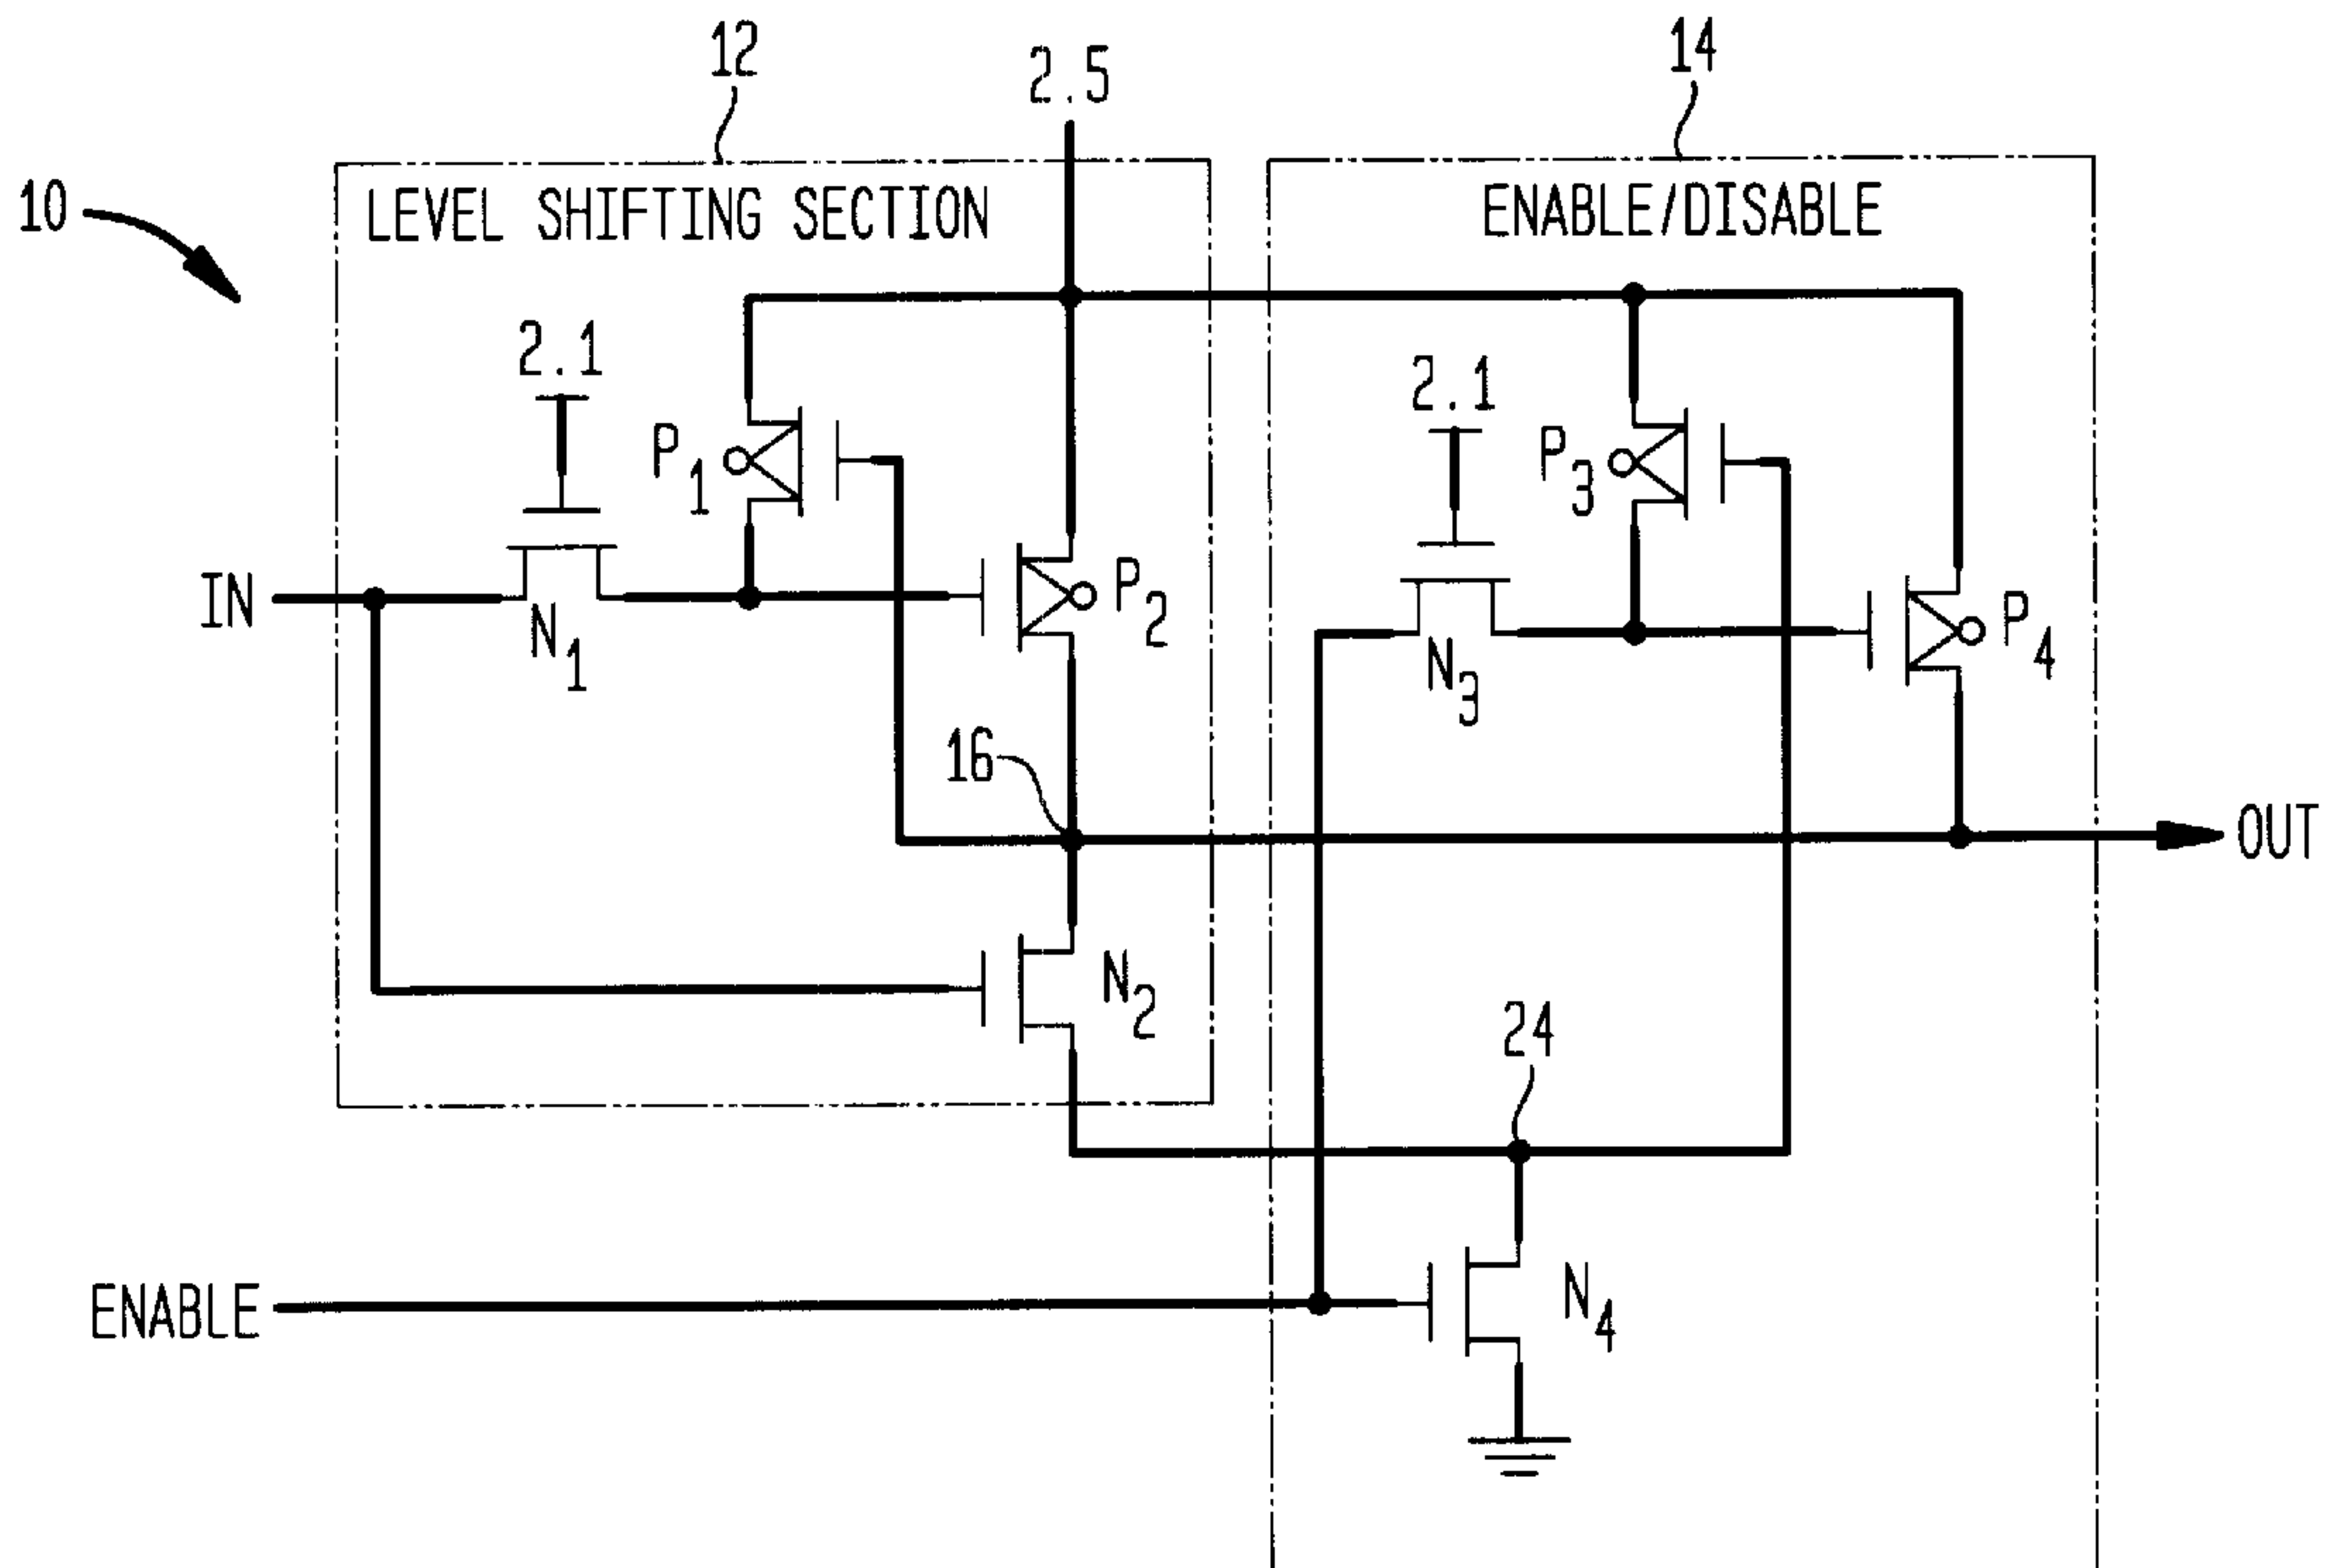 12
14
2.5
10
LEVEL SHIFTING SECTION
ENABLE/DISABLE
2.1
2.1
P1
P3
P2
P4
IN
N1
N3
16
OUT
N2
24
ENABLE
N4